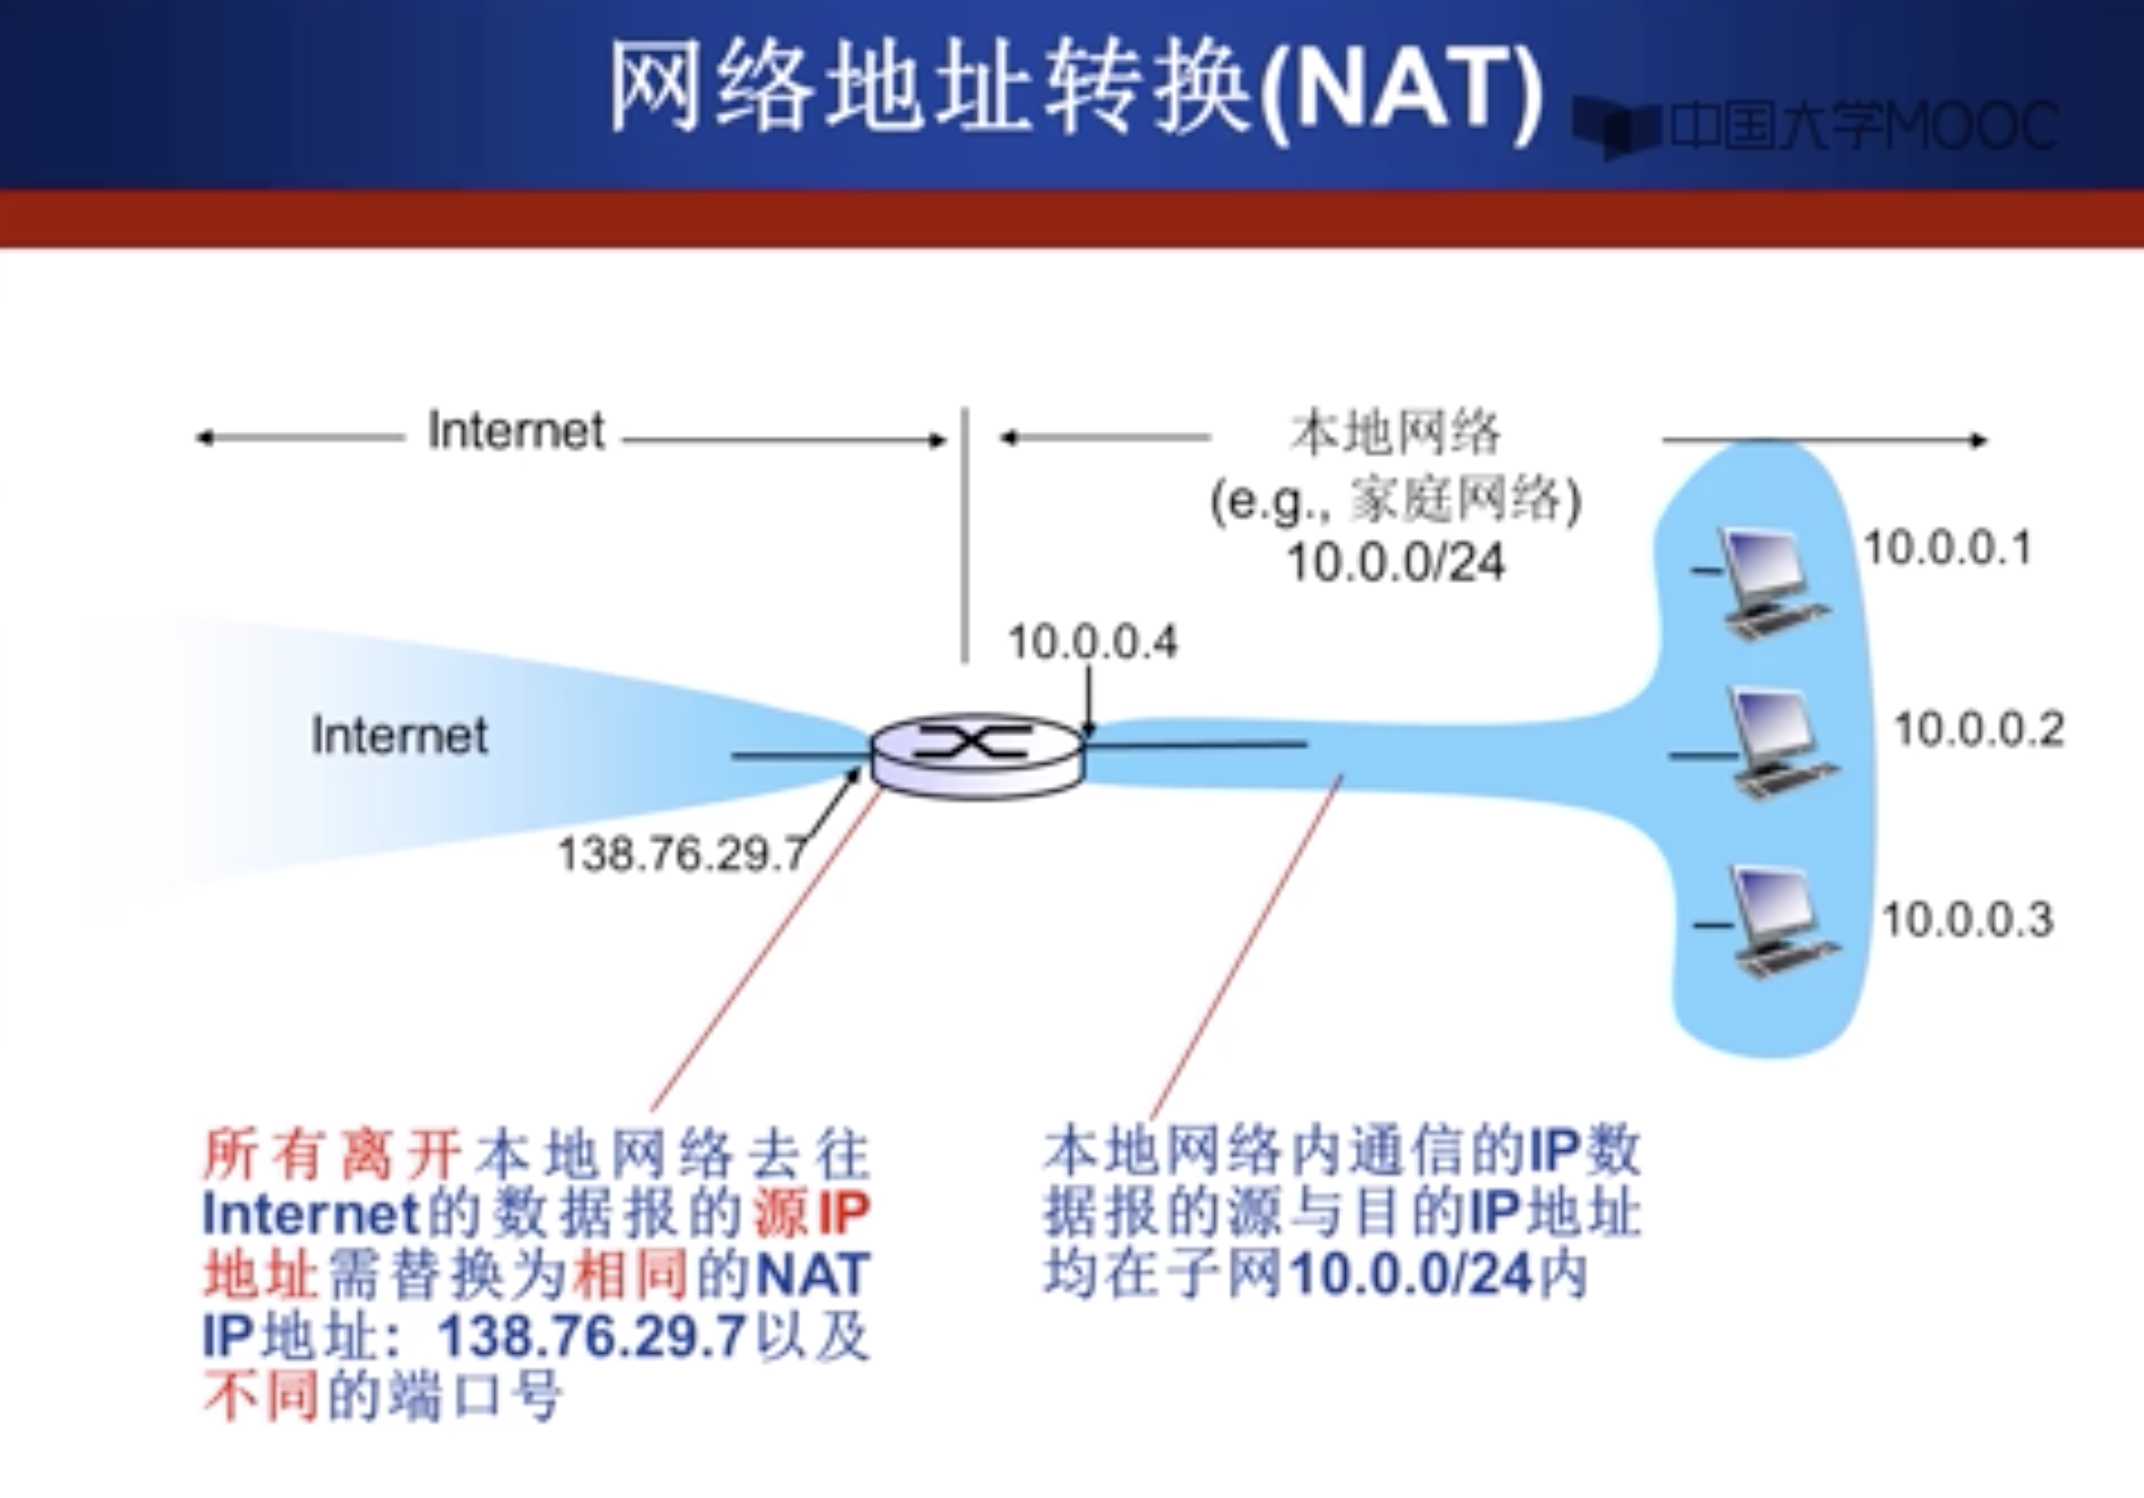 网络地址转换(NAT)
中国大学MOOC
Internet
本地网络
(e.g., 家庭网络)
10.0.0/24
10.0.0.1
10.0.0.4
Internet
10.0.0.2
138.76.29.7
10.0.0.3
所有离开本地网络去往
Internet的数据报的源IP
地址需替换为相同的NAT
IP地址: 138.76.29.7以及
不同的端口号
本地网络内通信的IP数
据报的源与目的IP地址
均在子网10.0.0/24内